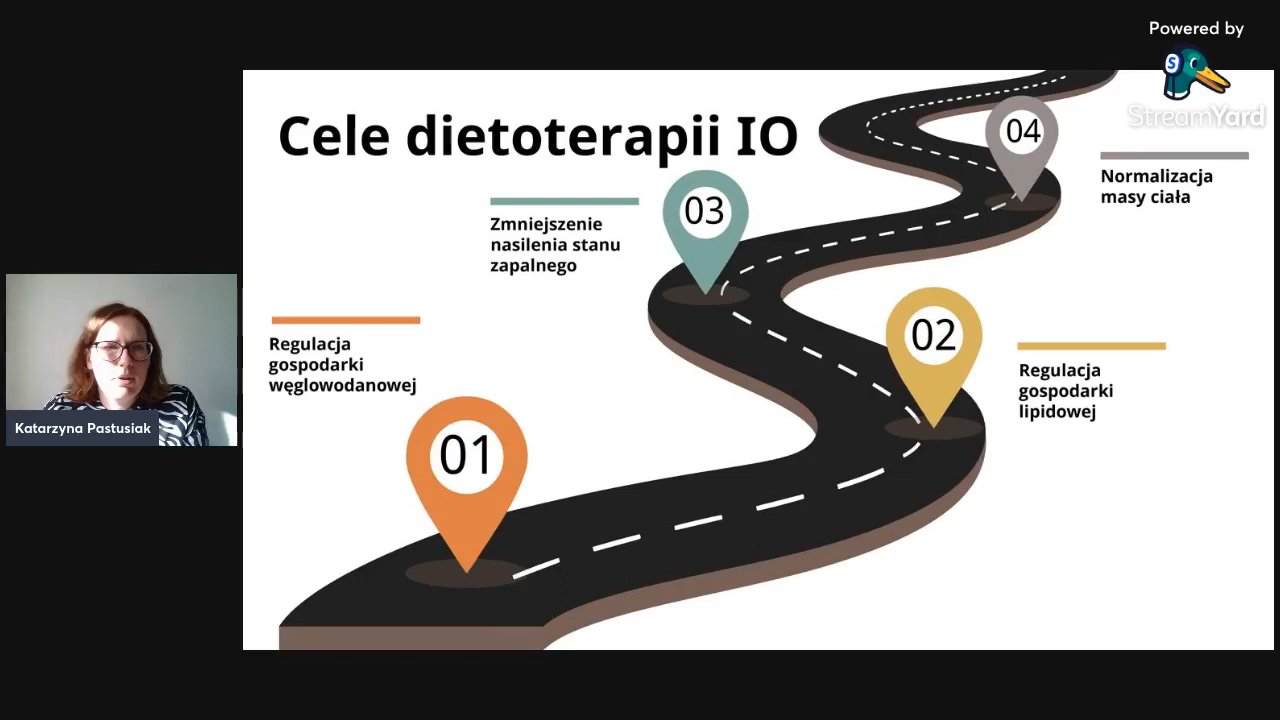 Powered by
S
StreamYard
Cele dietoterapii IO
04
Normalizacja
masy ciała
03
Zmniejszenie
nasilenia stanu
zapalnego
02
Regulacja
gospodarki
lipidowej
Regulacja
gospodarki
węglowodanowej
01
Katarzyna Pastusiak